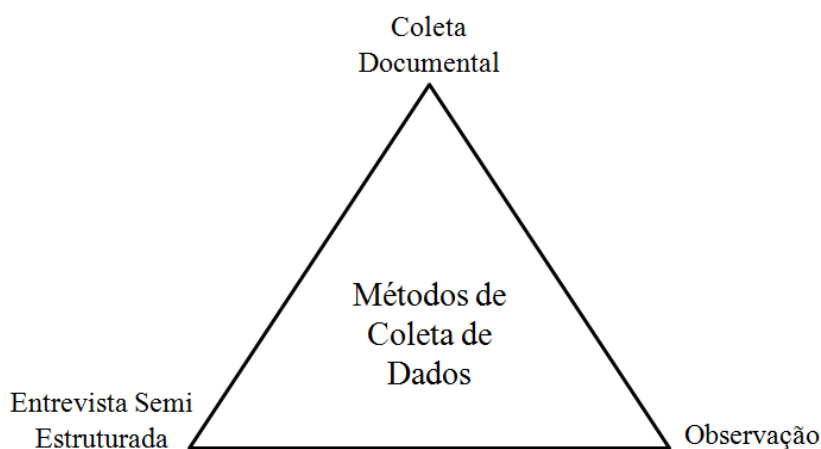 Coleta
Documental
Métodos de
Coleta de
Dados
Entrevista Semi
Estruturada
Observação